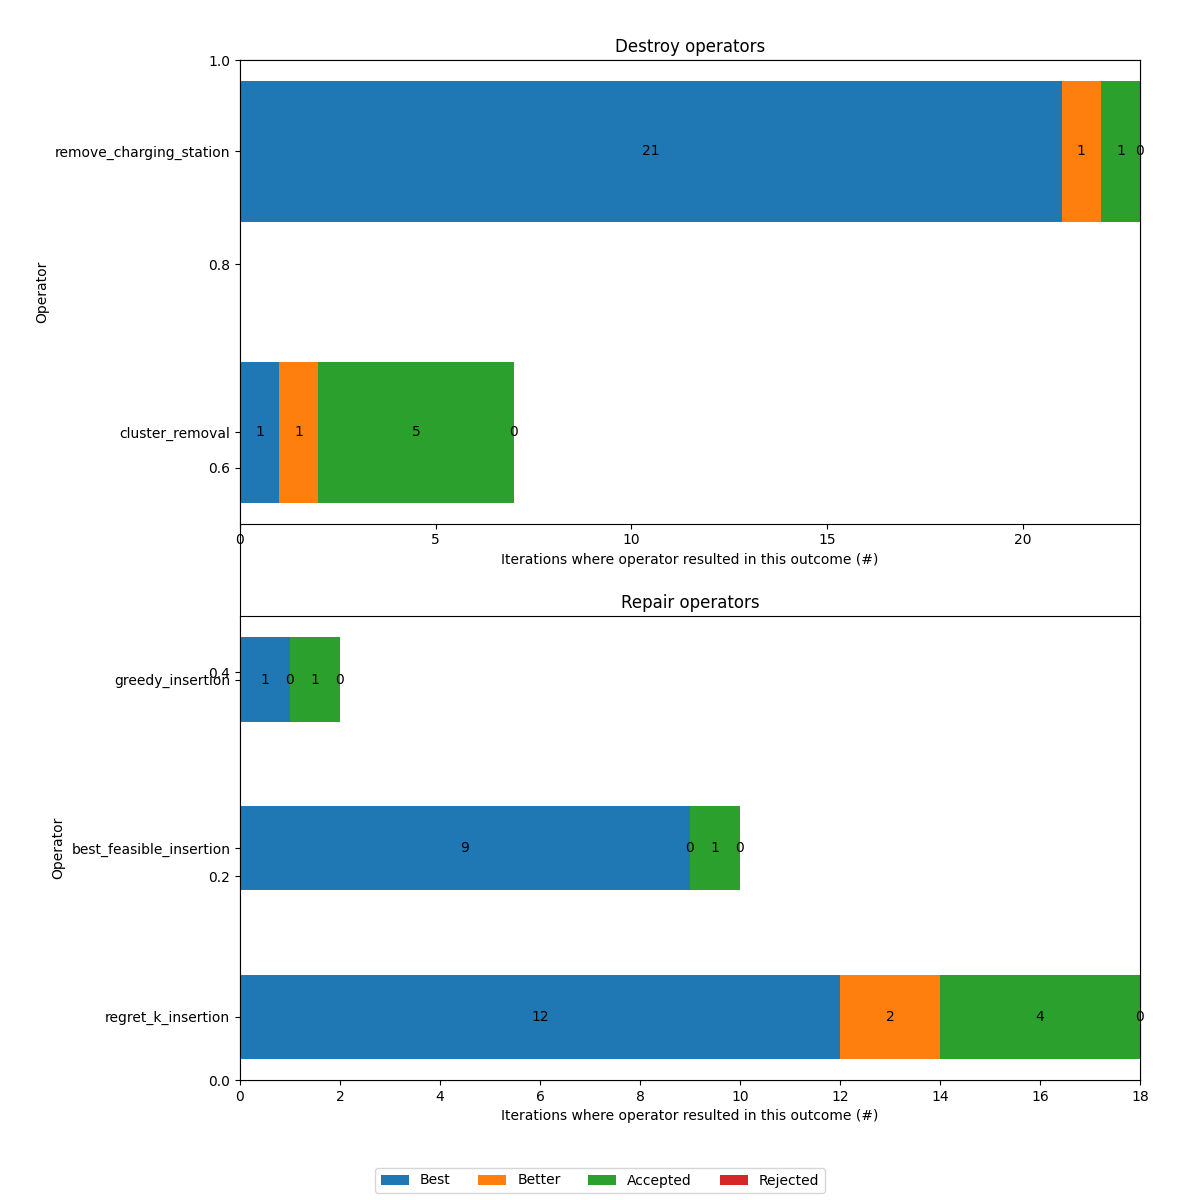 Destroy operators
1.0
remove_charging_station
21 1 1 0
0.8
Operator
cluster_removal
1 1 5 0
0.6
0 5 10 15 20
Iterations where operator resulted in this outcome (#)
Repair operators
0.4
greedy_insertion
1 0 1 0
best_feasible_insertion
9 0 1 0
Operator
0.2
regret_k_insertion
12 2 4 0
0.0
0 2 4 6 8 10 12 14 16 18
Iterations where operator resulted in this outcome (#)
Best Better Accepted Rejected